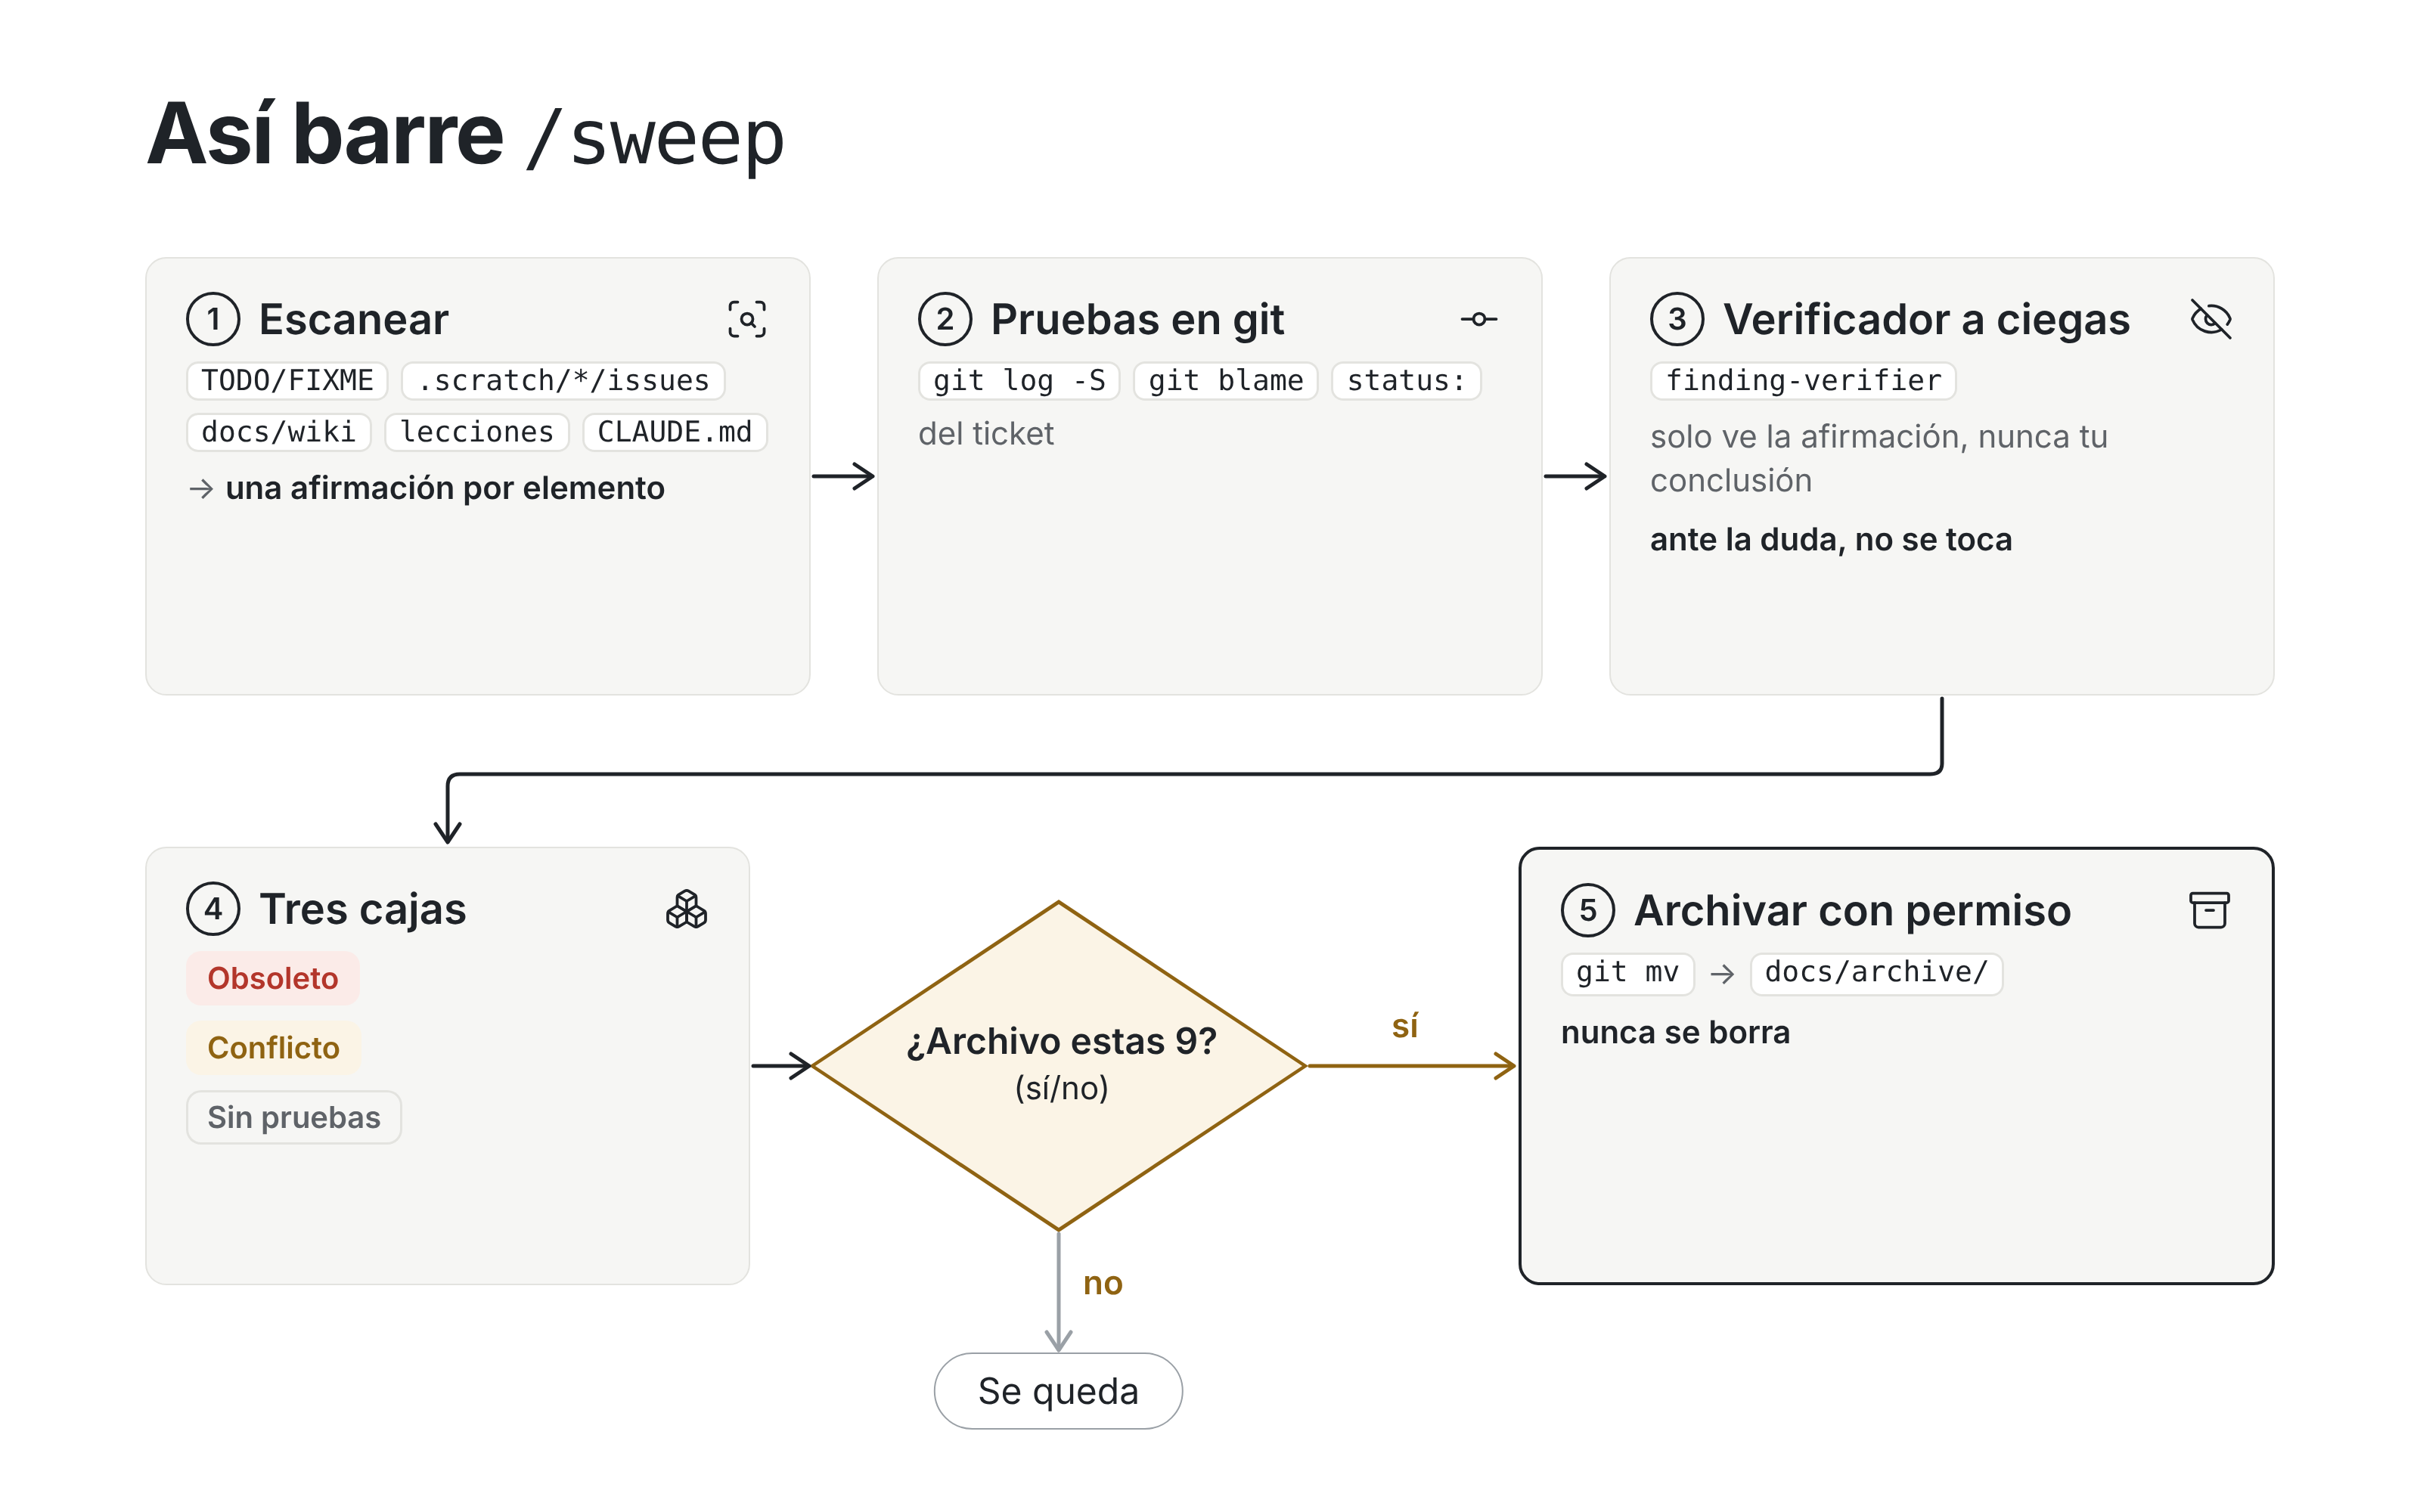 Así barre /sweep
1 Escanear
TODO/FIXME .scratch/*/issues
docs/wiki lecciones CLAUDE.md
→ una afirmación por elemento
2 Pruebas en git
git log -S git blame status:
del ticket
3 Verificador a ciegas
finding-verifier
solo ve la afirmación, nunca tu
conclusión
ante la duda, no se toca
4 Tres cajas
Obsoleto
Conflicto
Sin pruebas
¿Archivo estas 9?
(sí/no)
sí
no
Se queda
5 Archivar con permiso
git mv → docs/archive/
nunca se borra